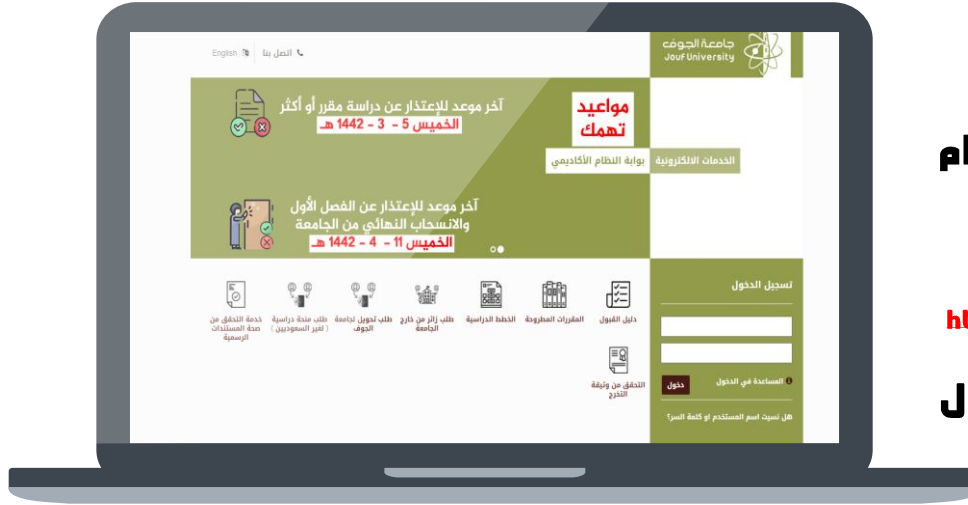 جامعة الجوف
Jouf University
اتصل بنا
English
مواعيد
تهمك
آخر موعد للإعتذار عن دراسة مقرر أو أكثر
الخميس 5 - 3 - 1442 هـ
الخدمات الالكترونية
بوابة النظام الأكاديمي
آخر موعد للإعتذار عن الفصل الأول
والانسحاب النهائي من الجامعة
الخميس 11 - 4 - 1442 هـ
تسجيل الدخول
المساعدة في الدخول
دخول
هل نسيت اسم المستخدم او كلمة السر؟
دليل القبول
المقررات المطروحة
الخطط الدراسية
طلب زائر من خارج
الجامعة
طلب تحويل لجامعة
الجوف
طلب منحة دراسية
( لغير السعوديين )
خدمة التحقق من
صحة المستندات
الرسمية
التحقق من وثيقة
التخرج